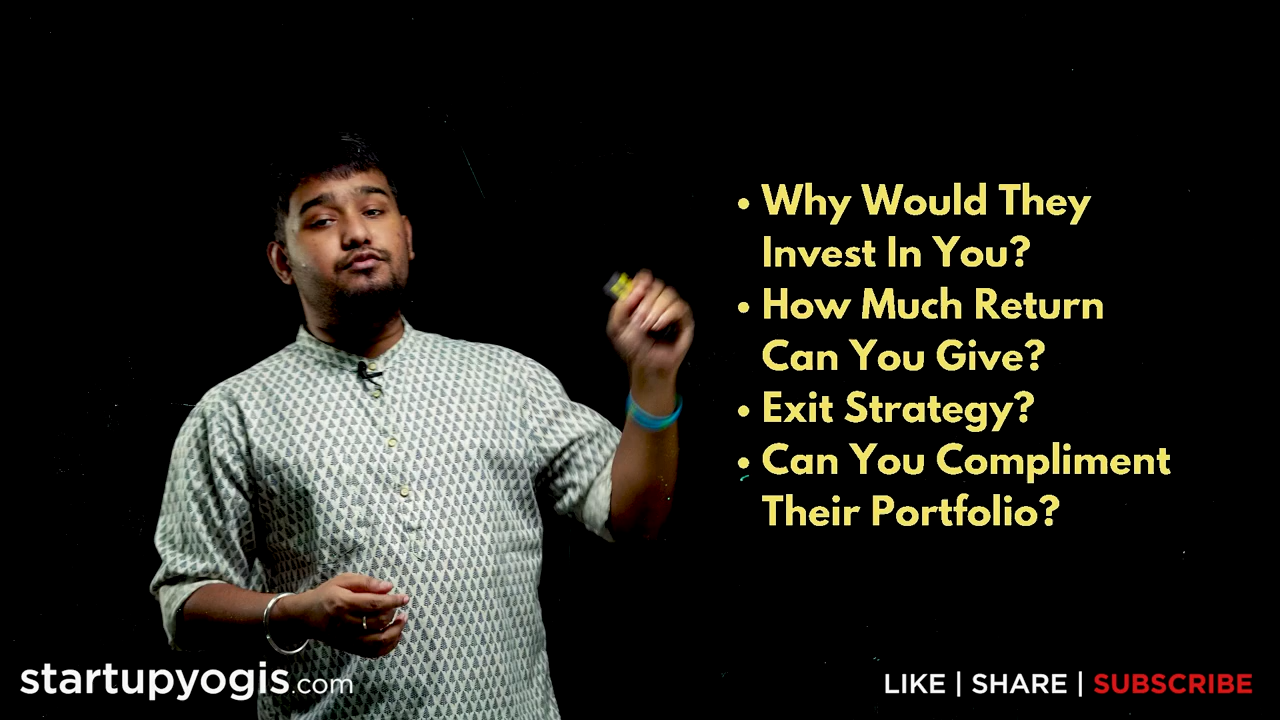 • Why Would They
Invest In You?
• How Much Return
Can You Give?
• Exit Strategy?
• Can You Compliment
Their Portfolio?
startupyogis.com
LIKE | SHARE | SUBSCRIBE